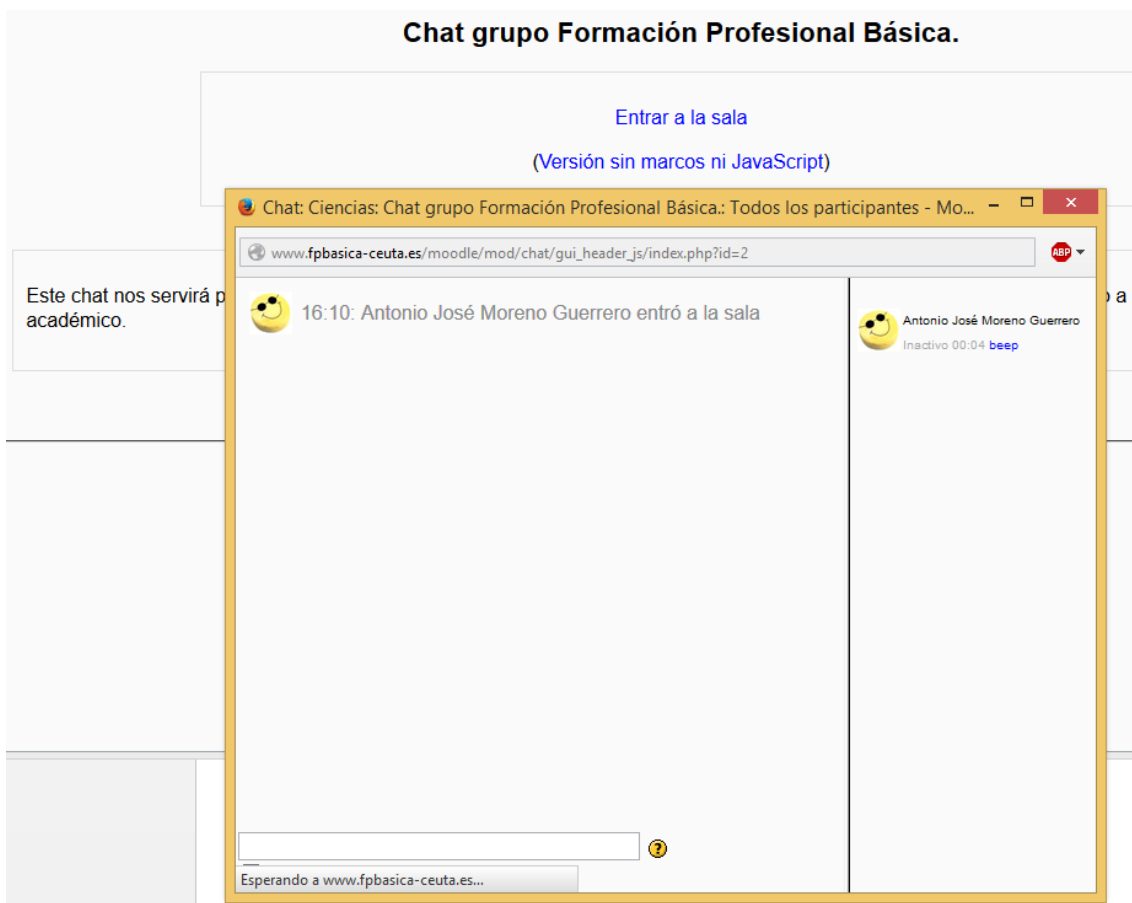 Chat grupo Formación Profesional Básica.
Entrar a la sala
(Versión sin marcos ni JavaScript)
Chat: Ciencias: Chat grupo Formación Profesional Básica.: Todos los participantes - Mo...
www.fpbasica-ceuta.es/moodle/mod/chat/gui_header_js/index.php?id=2
ABP
Este chat nos servirá
a
académico.
16:10: Antonio José Moreno Guerrero entró a la sala
Antonio José Moreno Guerrero
Inactivo 00:04 beep
?
Esperando a www.fpbasica-ceuta.es...